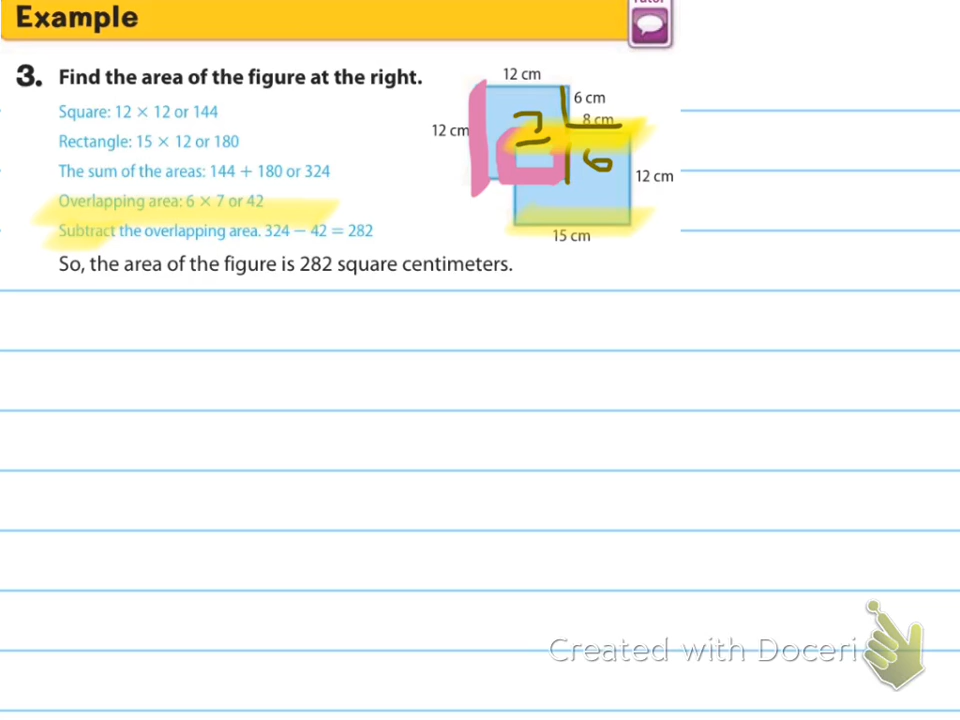 Example
Tutor
3. Find the area of the figure at the right.
Square: 12 × 12 or 144
Rectangle: 15 × 12 or 180
The sum of the areas: 144 + 180 or 324
Overlapping area: 6 × 7 or 42
Subtract the overlapping area. 324 − 42 = 282
So, the area of the figure is 282 square centimeters.
12 cm
6 cm
8 cm
12 cm
7
6
12 cm
15 cm
Created with Doceri